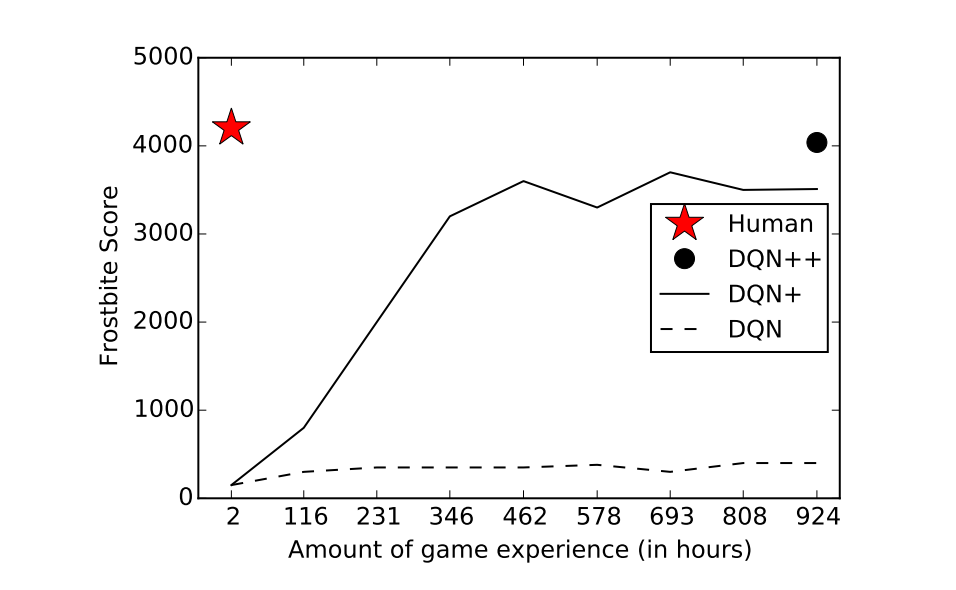 5000
4000
3000
2000
1000
0
Frostbite Score
Human
DQN++
DQN+
DQN
2 116 231 346 462 578 693 808 924
Amount of game experience (in hours)